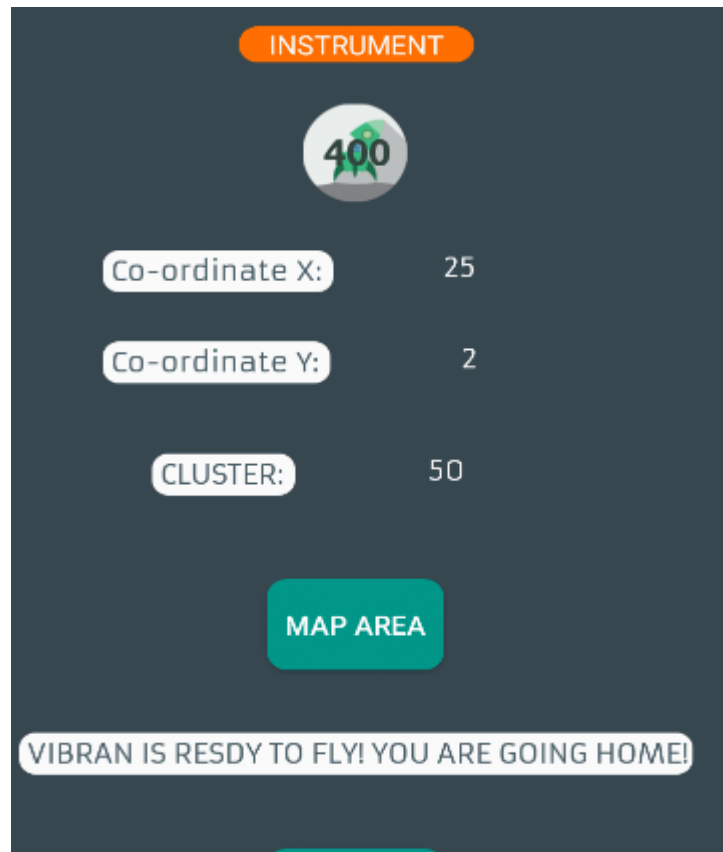 INSTRUMENT
400
Co-ordinate X: 25
Co-ordinate Y: 2
CLUSTER: 50
MAP AREA
VIBRAN IS RESDY TO FLY! YOU ARE GOING HOME!